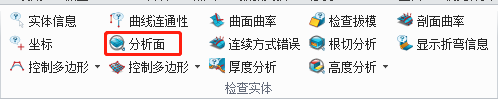 实体信息 曲线连通性 曲面曲率 检查拔模 剖面曲率
坐标 分析面 连续方式错误 根切分析 显示折弯信息
控制多边形 控制多边形 厚度分析 高度分析
检查实体